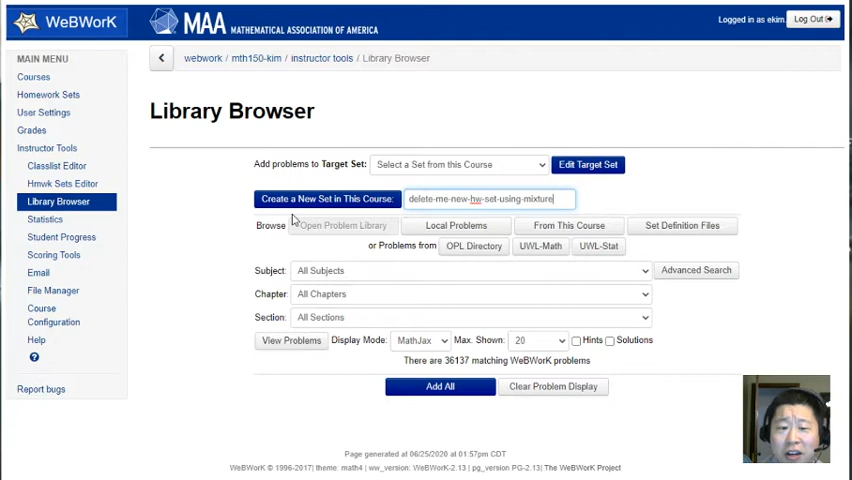 WeBWorK
MAA MATHEMATICAL ASSOCIATION OF AMERICA
Logged in as ekim.
Log Out
MAIN MENU
Courses
Homework Sets
User Settings
Grades
Instructor Tools
Classlist Editor
Hmwk Sets Editor
Library Browser
Statistics
Student Progress
Scoring Tools
Email
File Manager
Course
Configuration
Help
?
Report bugs
webwork / mth150-kim / instructor tools / Library Browser
Library Browser
Add problems to Target Set: Select a Set from this Course Edit Target Set
Create a New Set in This Course: delete-me-new-hw-set-using-mixture
Browse Open Problem Library Local Problems From This Course Set Definition Files
or Problems from OPL Directory UWL-Math UWL-Stat
Subject: All Subjects Advanced Search
Chapter: All Chapters
Section: All Sections
View Problems Display Mode: MathJax Max. Shown: 20 Hints Solutions
There are 36137 matching WeBWorK problems
Add All Clear Problem Display
Page generated at 06/25/2020 at 01:57pm CDT
WeBWorK © 1996-2017| theme: math4 | ww_version: WeBWorK-2.13 | pg_version PG-2.13| The WeBWorK Project